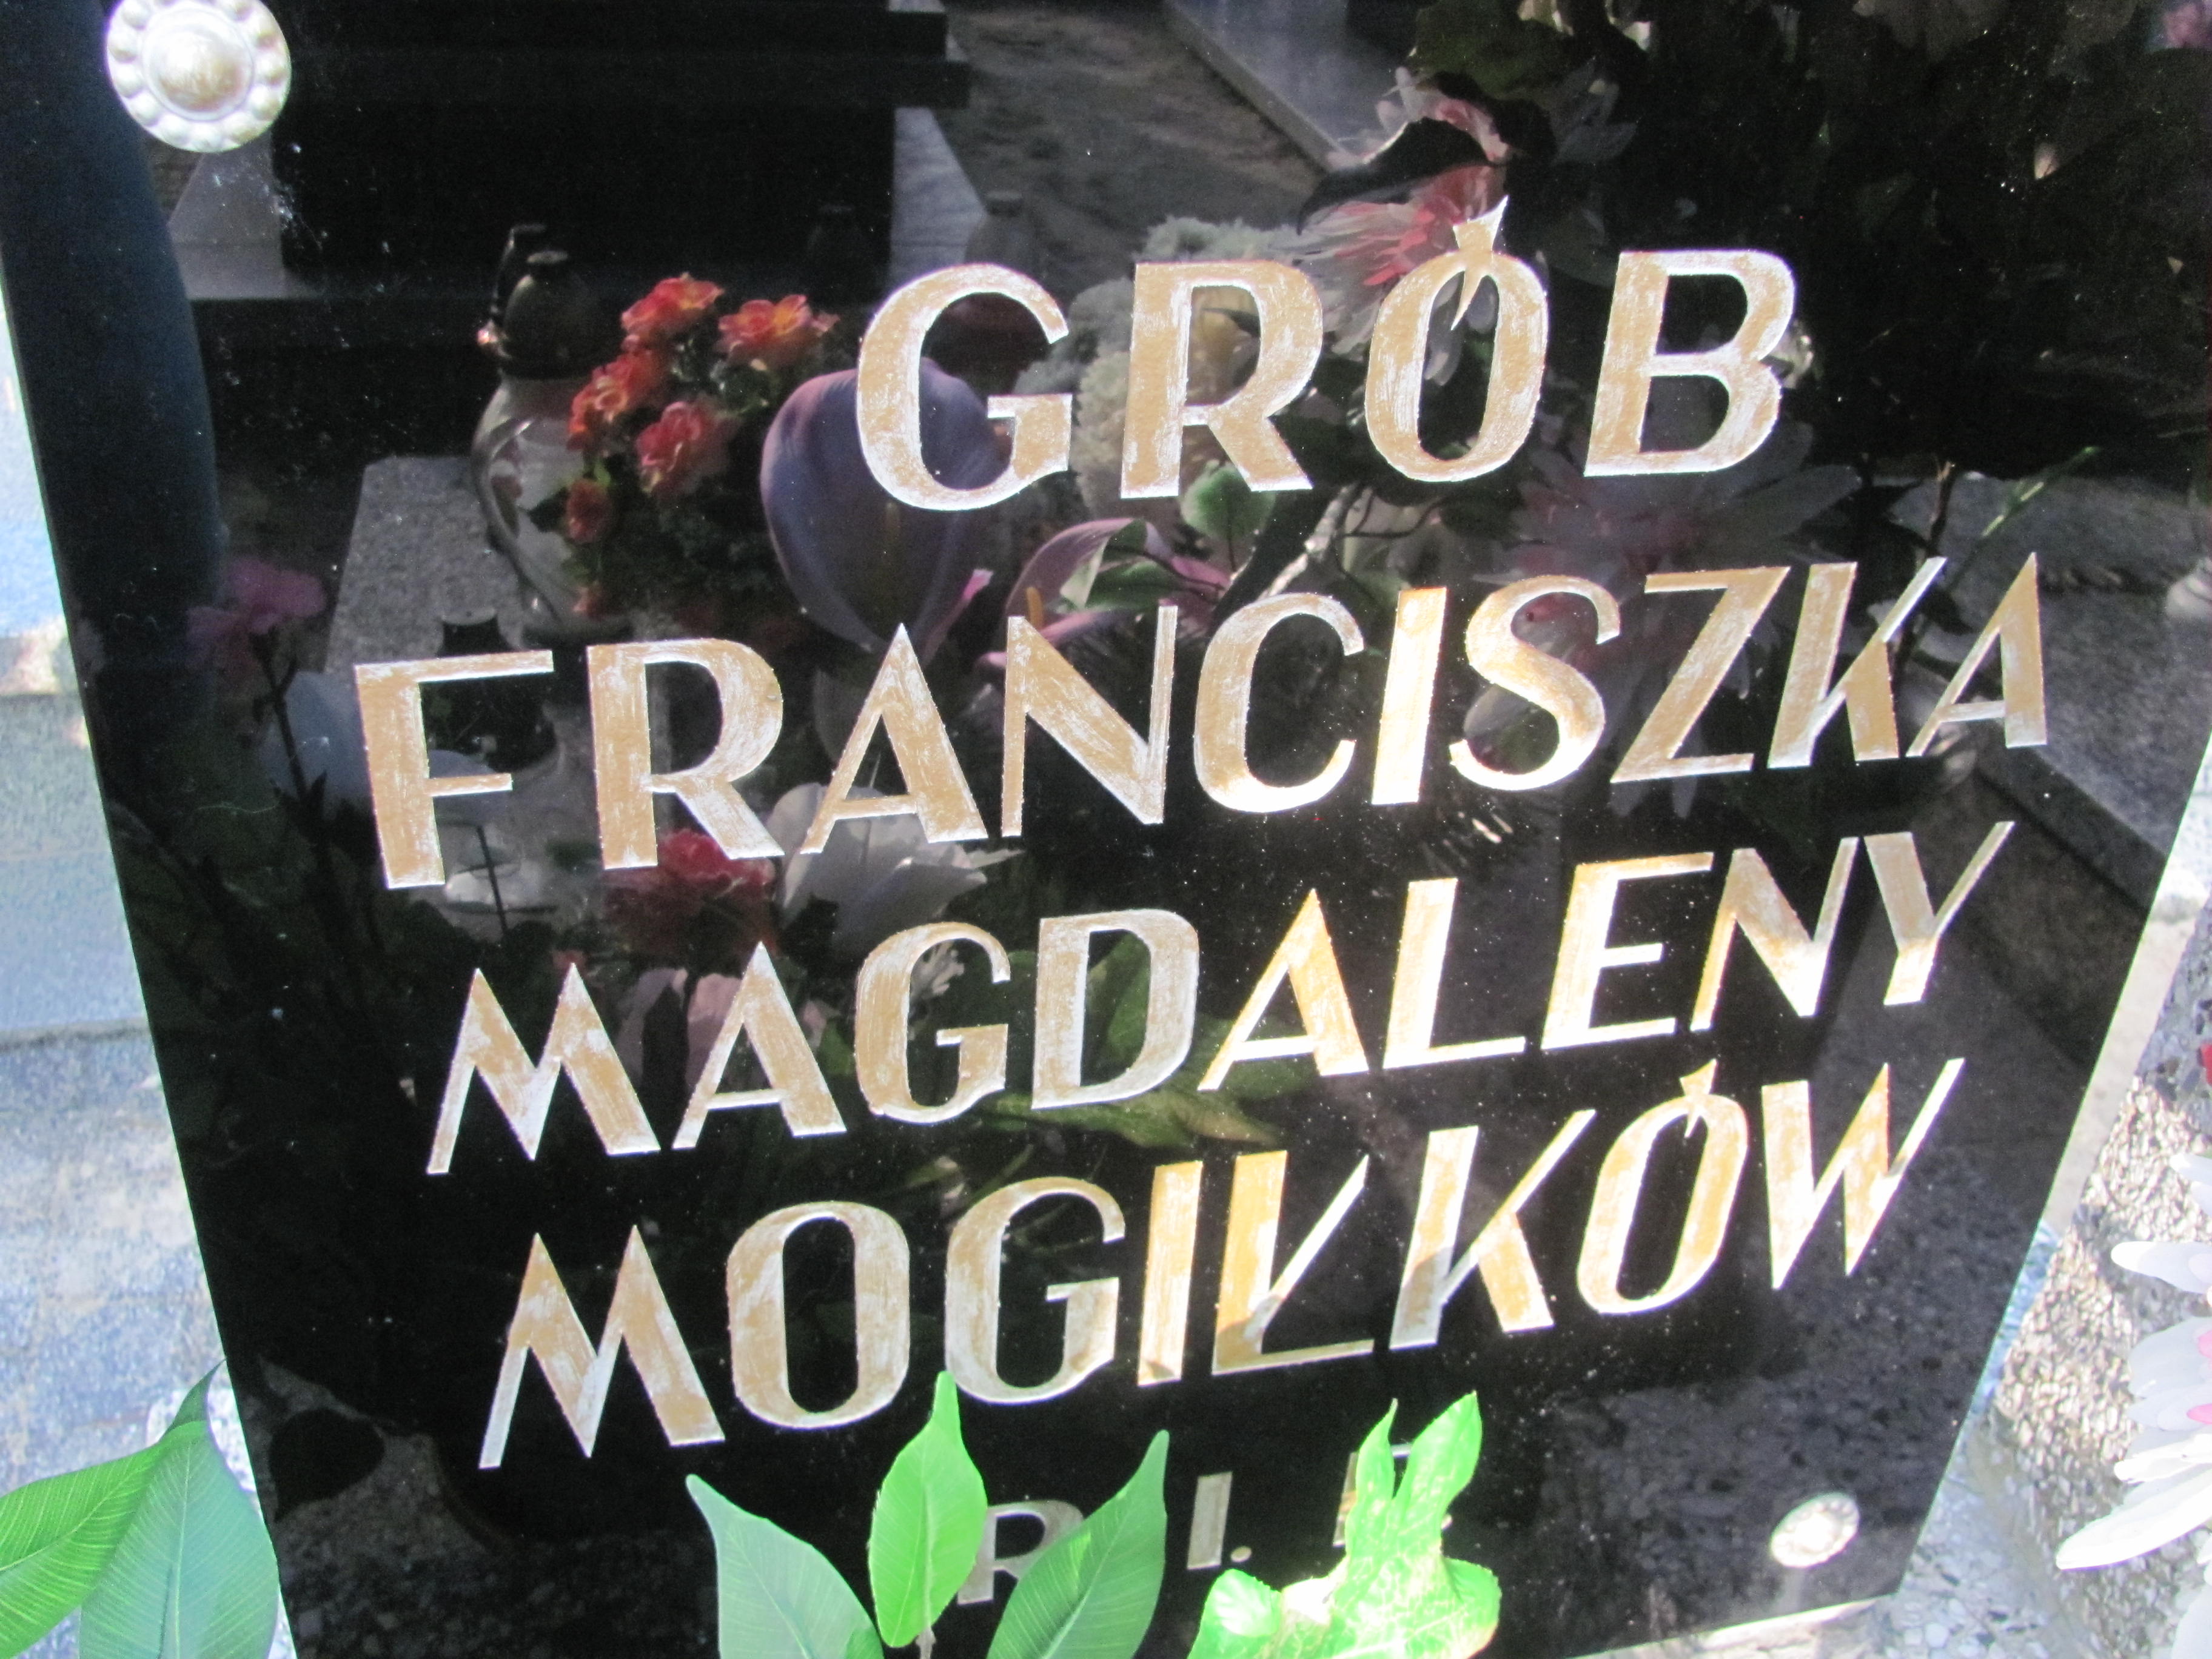 GRÓB
FRANCISZKA
MAGDALENY
MOGIŁKÓW
R. I.